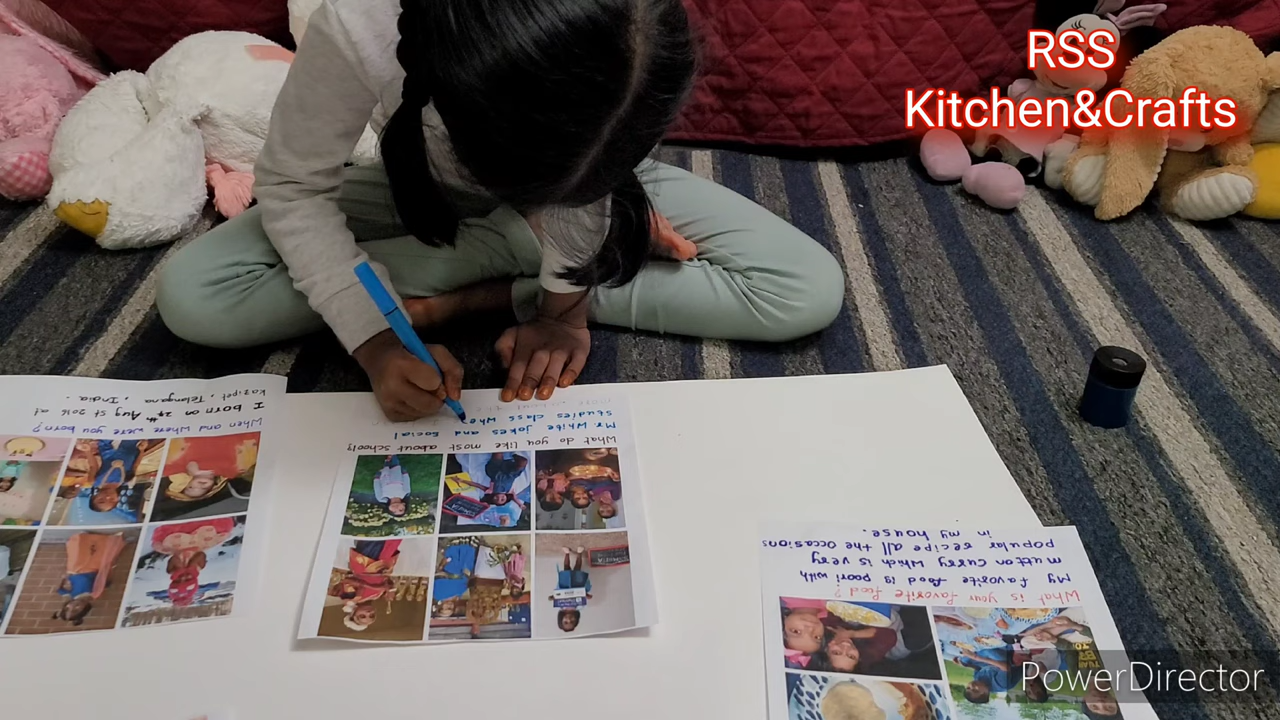 RSS
Kitchen&Crafts
When and where were you born?
I born on 24th Aug st 2016 at
Kazipet, Telangana, India.
What do you like most about school?
Mr. White jokes and Social
studies class when
What is your favorite food?
My favorite food is poori with
mutton curry which is very
popular recipe all the occasions
in my house.
PowerDirector